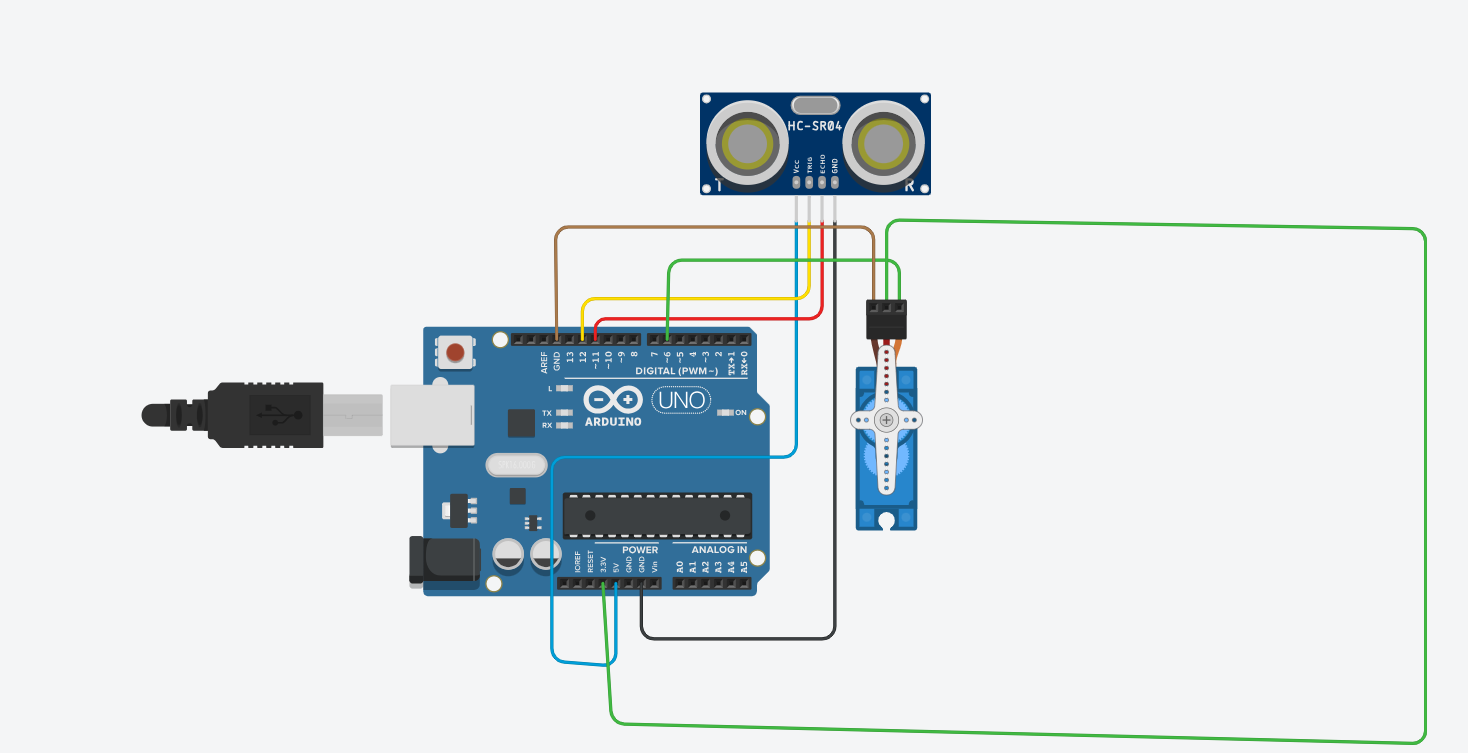 HC-SR04
VCC
TRIG
ECHO
GND
T
R
AREF
GND
13
12
~11
~10
~9
8
7
~6
~5
4
~3
2
TX→1
RX←0
DIGITAL (PWM~)
L
TX
RX
ARDUINO
UNO
ON
POWER
ANALOG IN
IOREF
RESET
3.3V
5V
GND
GND
Vin
A0
A1
A2
A3
A4
A5